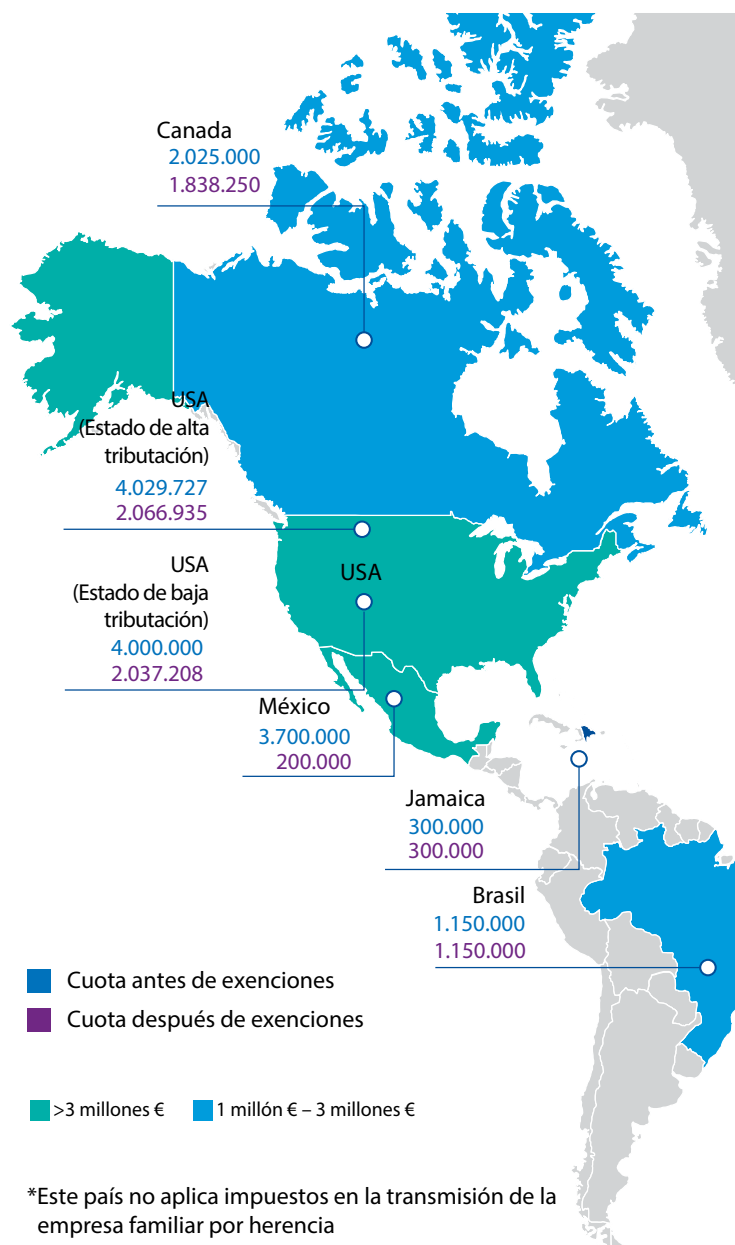 Canada
2.025.000
1.838.250
USA
(Estado de alta
tributación)
4.029.727
2.066.935
USA
(Estado de baja
tributación)
4.000.000
2.037.208
USA
México
3.700.000
200.000
Jamaica
300.000
300.000
Brasil
1.150.000
1.150.000
Cuota antes de exenciones
Cuota después de exenciones
>3 millones €
1 millón € – 3 millones €
*Este país no aplica impuestos en la transmisión de la
empresa familiar por herencia